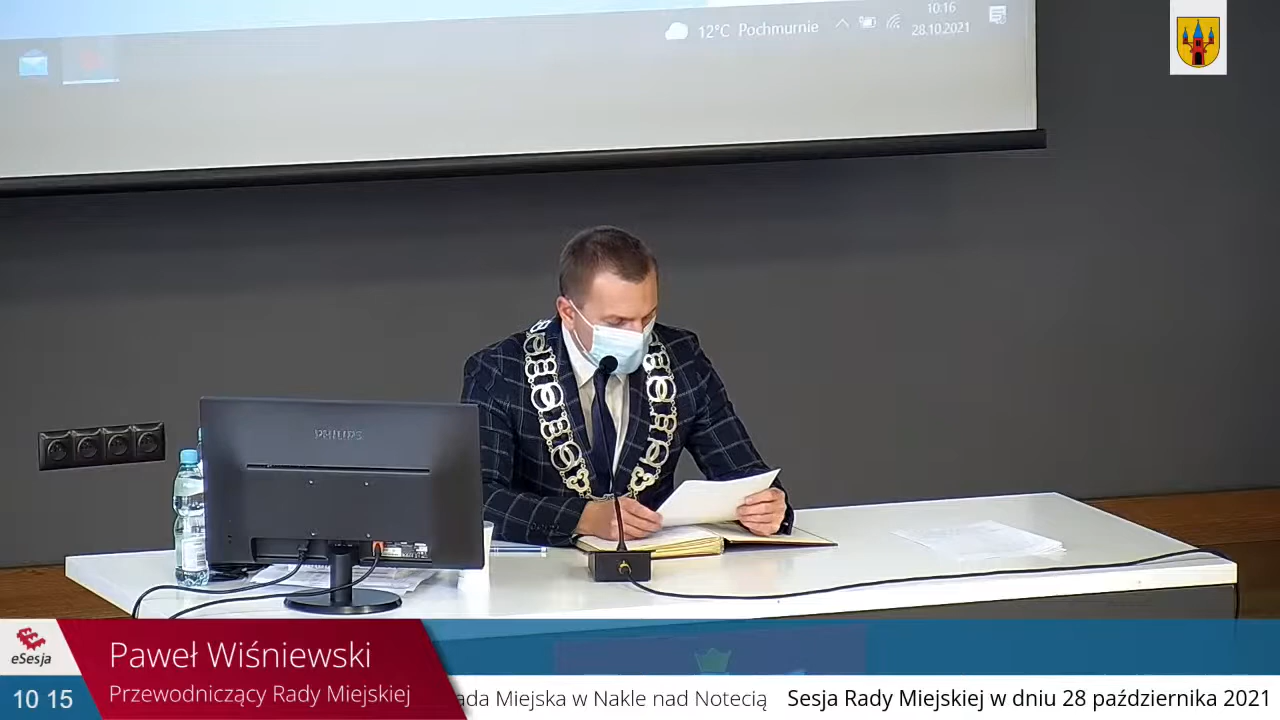 10:16
12°C Pochmurnie
28.10.2021
PHILIPS
eSesja
Paweł Wiśniewski
10 15
Przewodniczący Rady Miejskiej
ada Miejska w Nakle nad Notecią Sesja Rady Miejskiej w dniu 28 października 2021